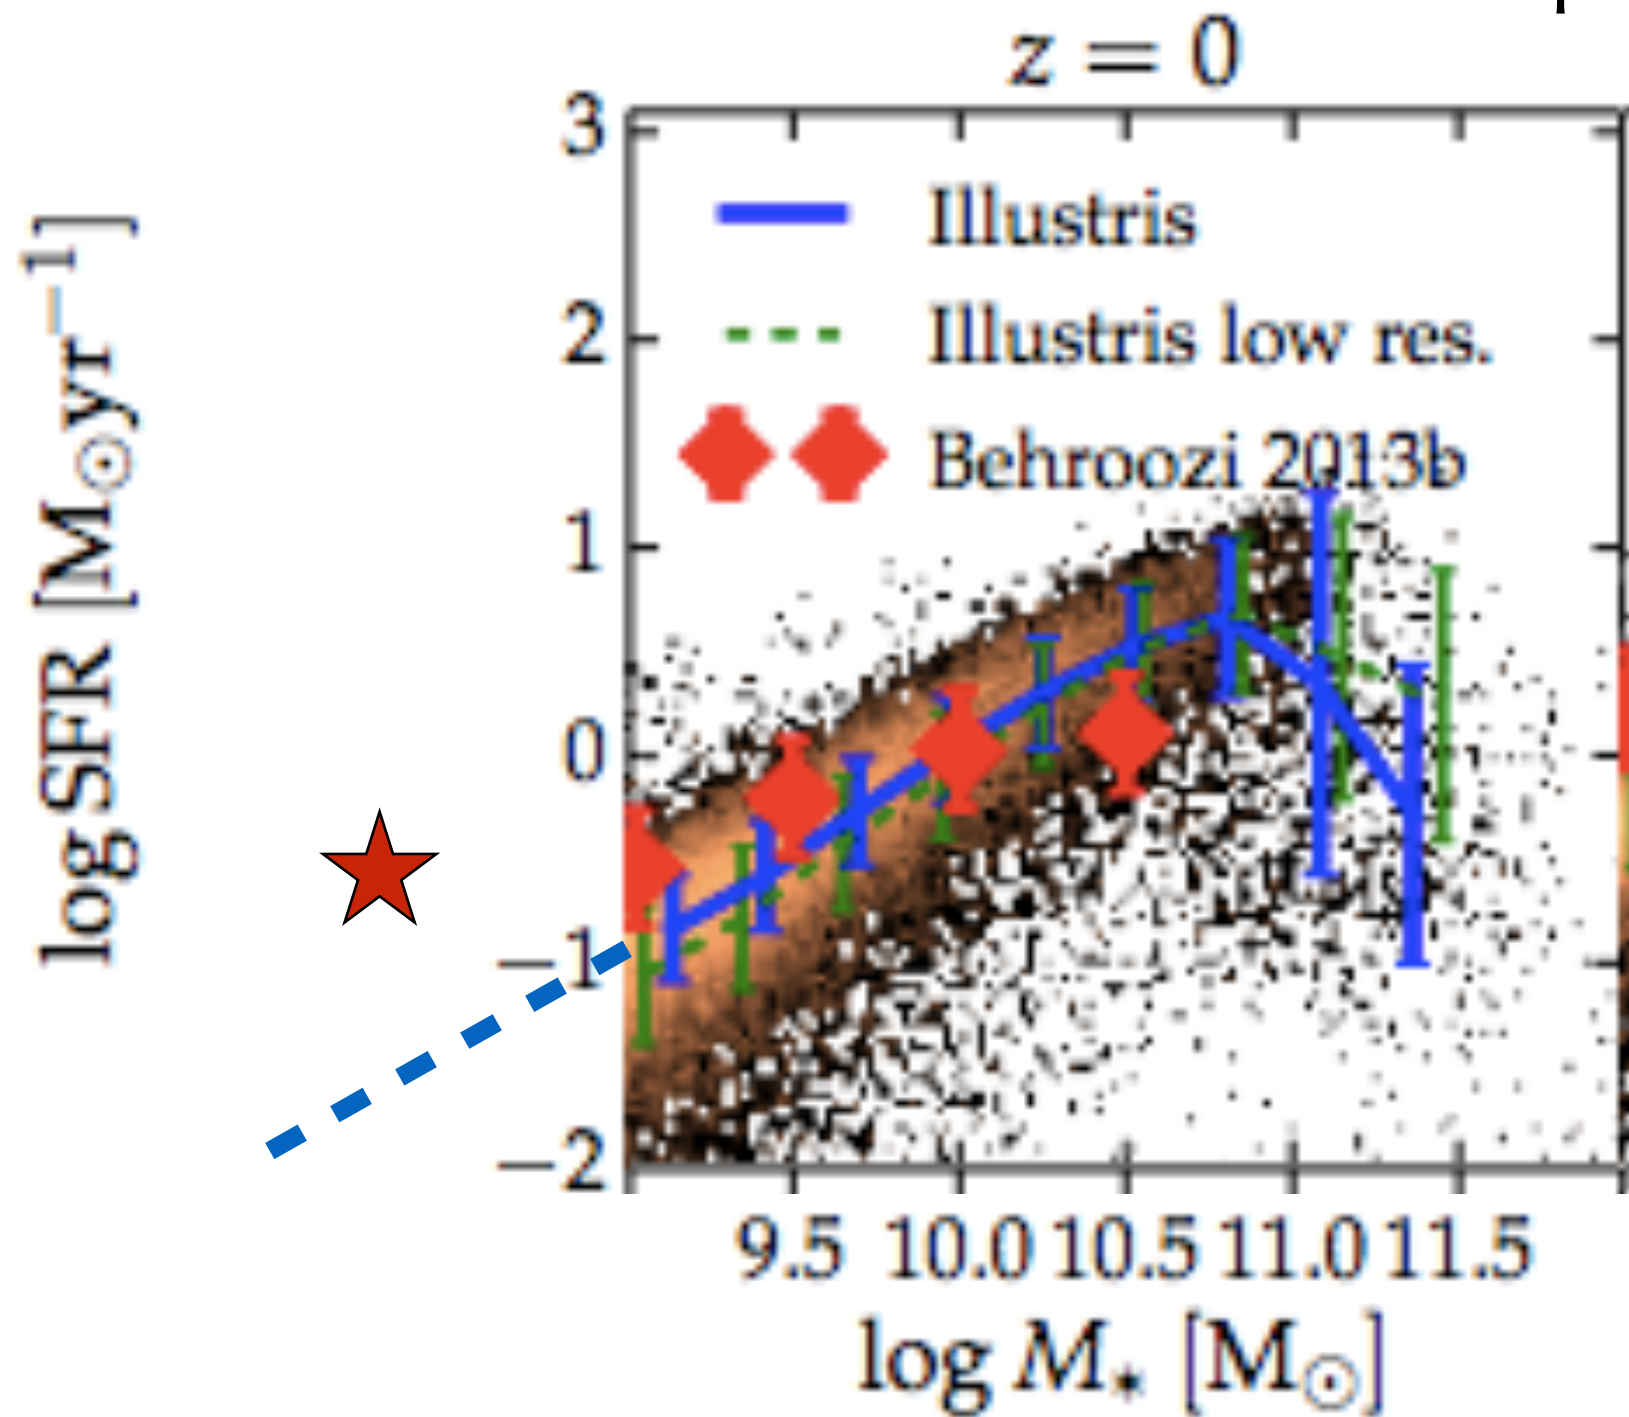 z = 0
3
2
1
0
−1
−2
log SFR [M⊙yr⁻¹]
Illustris
Illustris low res.
Behroozi 2013b
9.5 10.0 10.5 11.0 11.5
log M⁎ [M⊙]